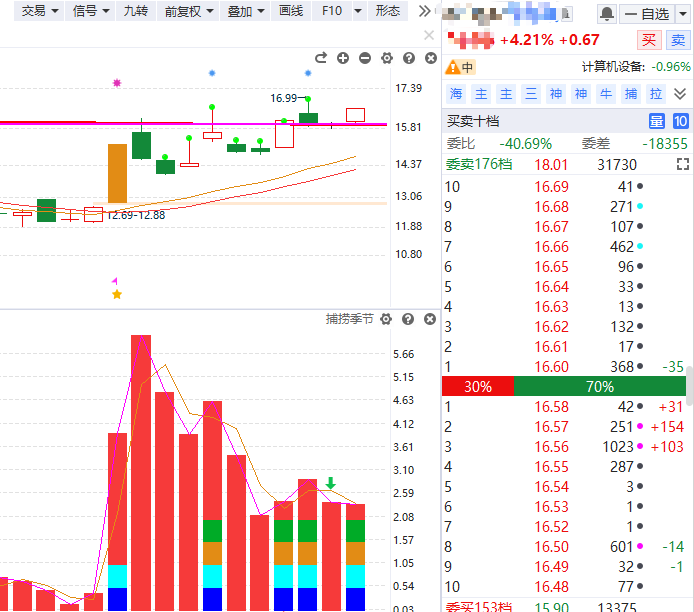 交易 信号 九转 前复权 叠加 画线 F10 形态
自选
+4.21% +0.67 买 卖
中 计算机设备: -0.96%
海 主 主 三 神 神 牛 捕 拉
买卖十档 量 10
委比 -40.69% 委差 -18355
委卖176档 18.01 31730
10 16.69 41
9 16.68 271
8 16.67 107
7 16.66 462
6 16.65 96
5 16.64 33
4 16.63 13
3 16.62 132
2 16.61 17
1 16.60 368 -35
30% 70%
1 16.58 42 +31
2 16.57 251 +154
3 16.56 1023 +103
4 16.55 287
5 16.54 3
6 16.53 1
7 16.52 1
8 16.50 601 -14
9 16.49 32 -1
10 16.48 77
委买153档 15.90 13375
16.99
12.69-12.88
17.39
15.81
14.37
13.06
11.88
10.80
捕捞季节
5.66
5.15
4.63
4.12
3.61
3.10
2.59
2.08
1.57
1.05
0.54
0.03